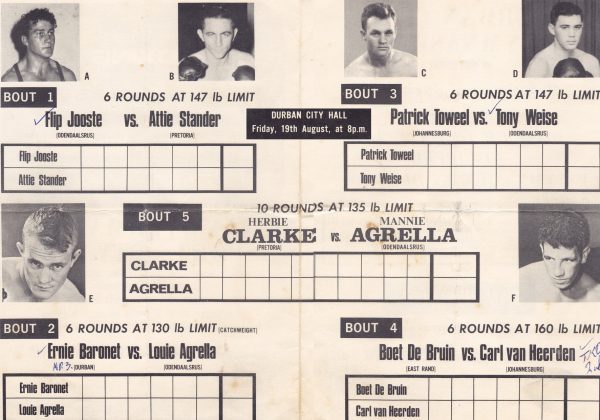 A
B
C
D
BOUT 1
6 ROUNDS AT 147 lb LIMIT
Flip Jooste vs. Attie Stander
(ODENDAALSRUS) (PRETORIA)
Flip Jooste
Attie Stander
DURBAN CITY HALL
Friday, 19th August, at 8p.m.
BOUT 3
6 ROUNDS AT 147 lb LIMIT
Patrick Toweel vs. Tony Weise
(JOHANNESBURG) (ODENDAALSRUS)
Patrick Toweel
Tony Weise
E
BOUT 5
10 ROUNDS AT 135 lb LIMIT
HERBIE MANNIE
CLARKE vs. AGRELLA
(PRETORIA) (ODENDAALSRUS)
CLARKE
AGRELLA
F
BOUT 2
6 ROUNDS AT 130 lb LIMIT (CATCHWEIGHT)
Ernie Baronet vs. Louie Agrella
(DURBAN) (ODENDAALSRUS)
Ernie Baronet
Louie Agrella
BOUT 4
6 ROUNDS AT 160 lb LIMIT
Boet De Bruin vs. Carl van Heerden
(EAST RAND) (JOHANNESBURG)
Boet De Bruin
Carl van Heerden